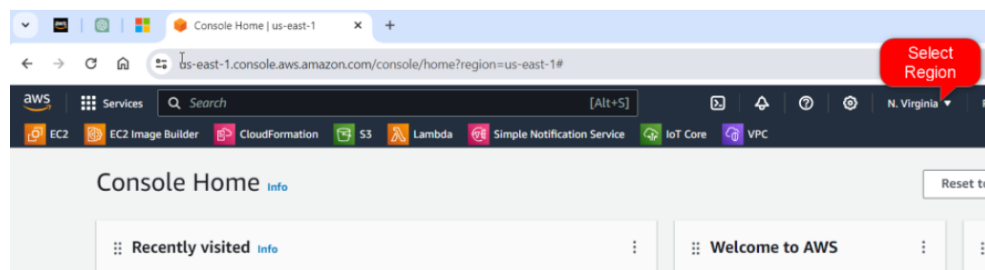 Console Home | us-east-1
us-east-1.console.aws.amazon.com/console/home?region=us-east-1#
Select
Region
aws
Services
Search
[Alt+S]
N. Virginia
EC2
EC2 Image Builder
CloudFormation
S3
Lambda
Simple Notification Service
IoT Core
VPC
Console Home Info
Reset to
Recently visited Info
Welcome to AWS